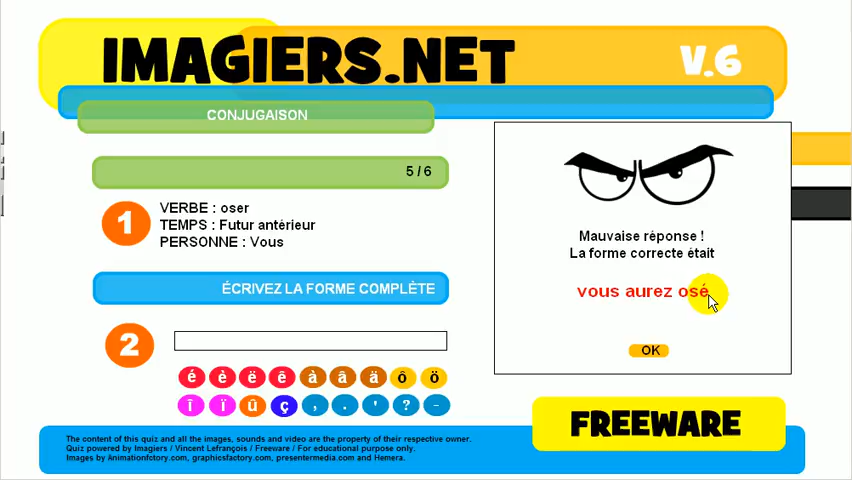 IMAGIERS.NET
V.6
CONJUGAISON
5 / 6
1
VERBE : oser
TEMPS : Futur antérieur
PERSONNE : Vous
ÉCRIVEZ LA FORME COMPLÈTE
2
é è ë ê à â ä ô ö
î ï û ç , . ' ? -
Mauvaise réponse !
La forme correcte était
vous aurez osé
OK
FREEWARE
The content of this quiz and all the images, sounds and video are the property of their respective owner.
Quiz powered by Imagiers / Vincent Lefrançois / Freeware / For educational purpose only.
Images by Animationfctory.com, graphicsfactory.com, presentermedia.com and Hemera.